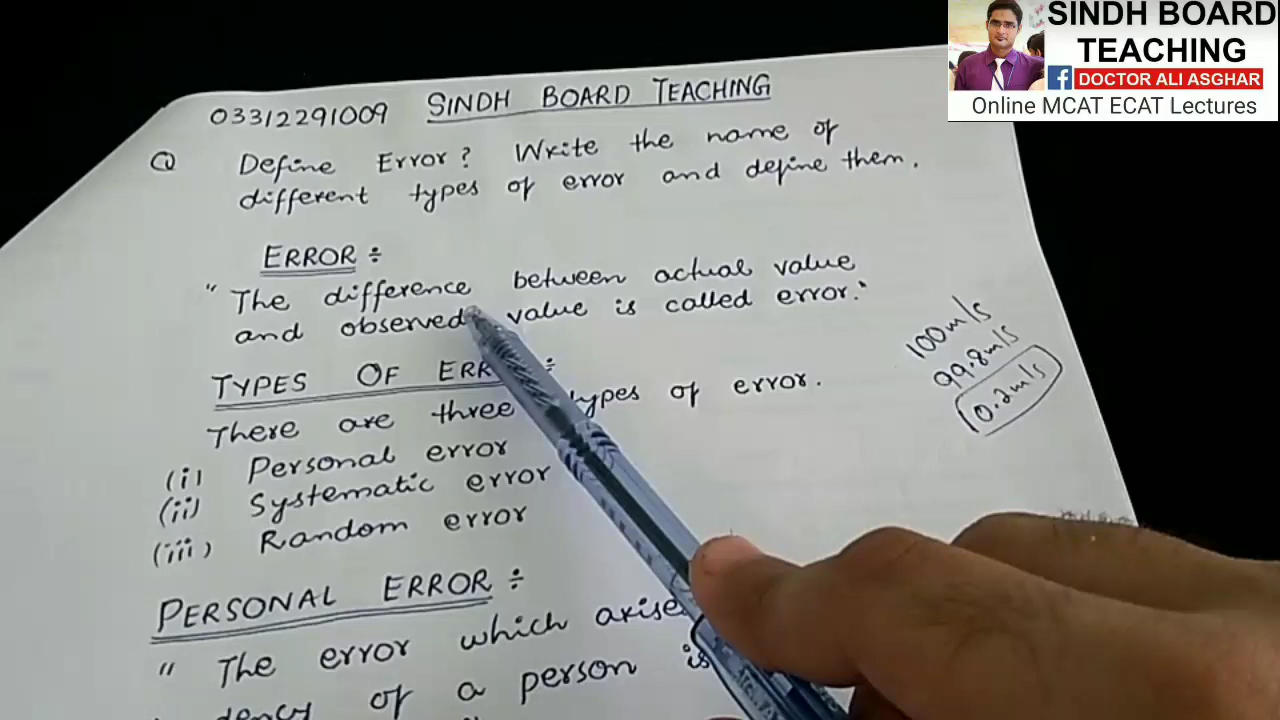 SINDH BOARD
TEACHING
f DOCTOR ALI ASGHAR
Online MCAT ECAT Lectures
03312291009 SINDH BOARD TEACHING
Q Define Error? Write the name of
different types of error and define them.
ERROR ÷
" The difference between actual value
and observed value is called error."
100m/s
99.8m/s
0.2m/s
TYPES OF ERR ÷
There are three types of error.
(i) Personal error
(ii) Systematic error
(iii) Random error
PERSONAL ERROR ÷
" The error which arise
of a person is